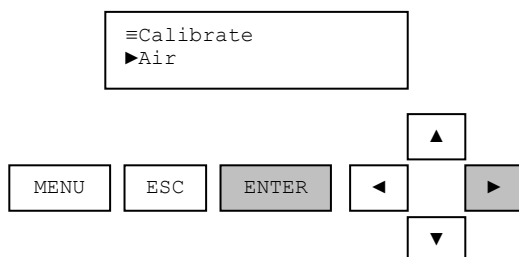 ≡Calibrate
►Air
▲
MENU ESC ENTER ◄ ►
▼